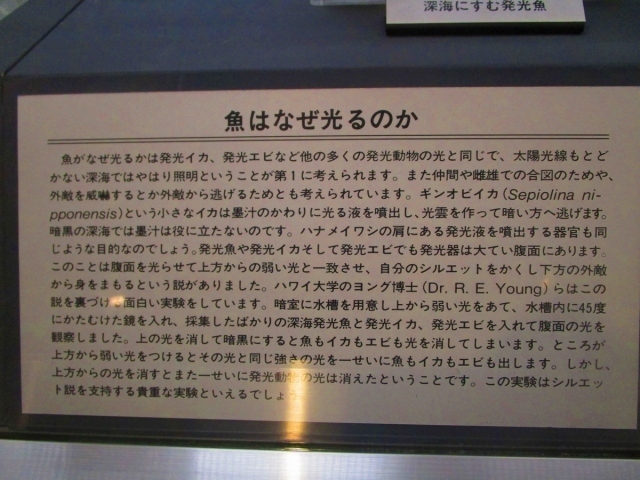 深海にすむ発光魚
魚はなぜ光るのか
魚がなぜ光るかは発光イカ、発光エビなど他の多くの発光動物の光と同じで、太陽光線もとど
かない深海ではやはり照明ということが第1に考えられます。また仲間や雌雄での合図のためや、
外敵を威嚇するとか外敵から逃げるためとも考えられています。ギンオビイカ(Sepiolina ni-
pponensis)という小さなイカは墨汁のかわりに光る液を噴出し、光雲を作って暗い方へ逃げます。
暗黒の深海では墨汁は役に立たないのです。ハナメイワシの肩にある発光液を噴出する器官も同
じような目的なのでしょう。発光魚や発光イカそして発光エビでも発光器は大てい腹面にあります。
このことは腹面を光らせて上方からの弱い光と一致させ、自分のシルエットをかくし下方の外敵
から身をまもるという説がありました。ハワイ大学のヨング博士(Dr. R. E. Young)らはこの
説を裏づける面白い実験をしています。暗室に水槽を用意し上から弱い光をあて、水槽内に45度
にかたむけた鏡を入れ、採集したばかりの深海発光魚と発光イカ、発光エビを入れて腹面の光を
観察しました。上の光を消して暗黒にすると魚もイカもエビも光を消してしまいます。ところが
上方から弱い光をつけるとその光と同じ強さの光を一せいに魚もイカもエビも出します。しかし、
上方からの光を消すとまた一せいに発光動物の光は消えたということです。この実験はシルエッ
ト説を支持する貴重な実験といえるでしょう